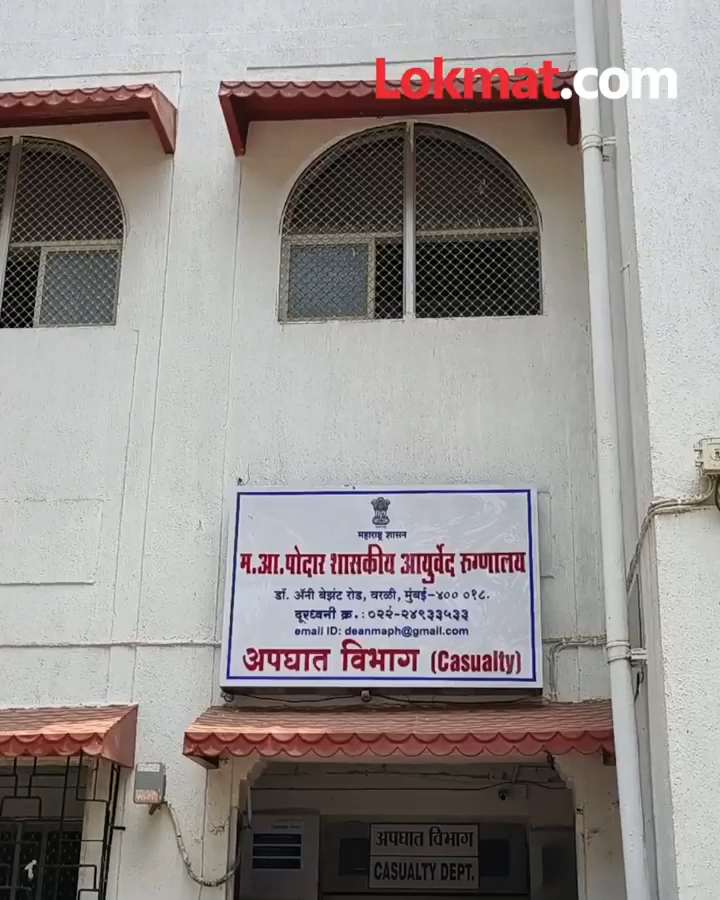 Lokmat.com
महाराष्ट्र शासन
म.आ.पोदार शासकीय आयुर्वेद रुग्णालय
डॉ. ॲनी बेझंट रोड, वरळी, मुंबई-४०० ०१८.
दूरध्वनी क्र.: ०२२-२४९३३५३३
email ID: deanmaph@gmail.com
अपघात विभाग (Casualty)
अपघात विभाग
CASUALTY DEPT.